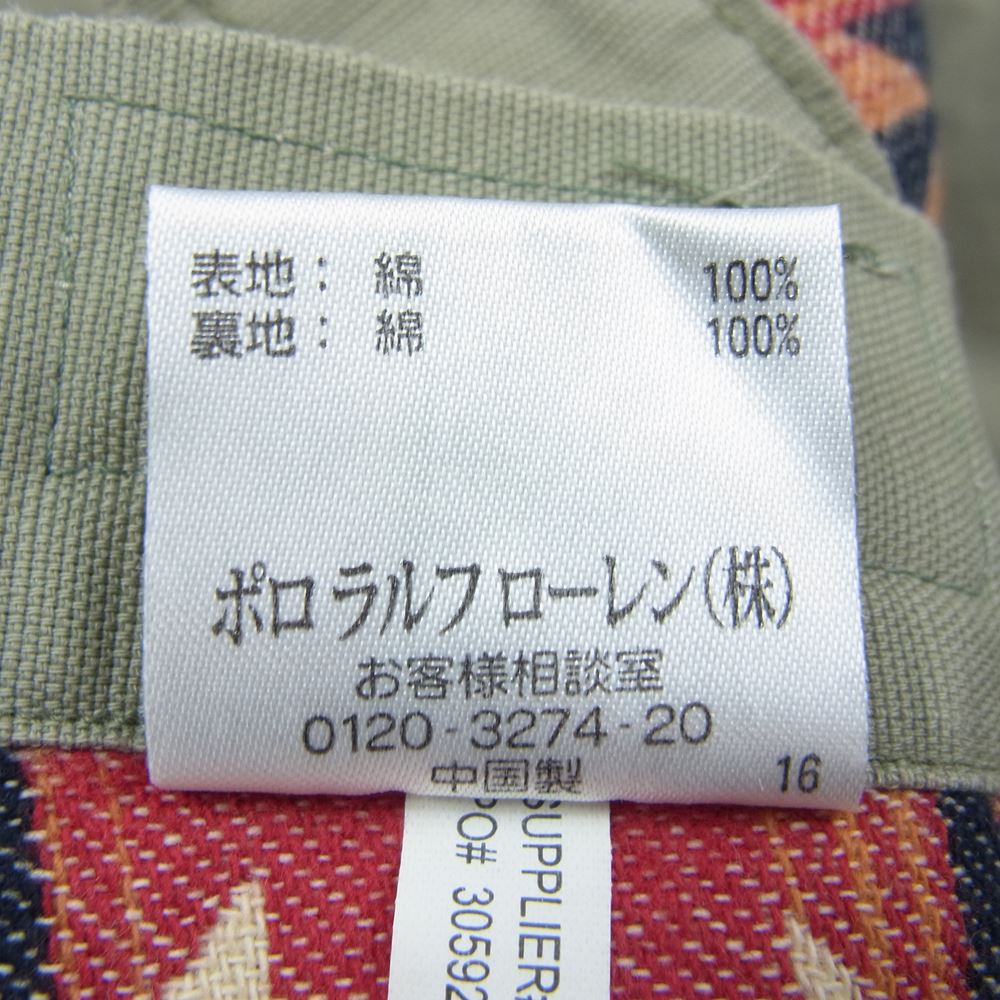 表地： 綿 100%
裏地： 綿 100%
ポロ ラルフ ローレン(株)
お客様相談室
0120-3274-20
中国製 16
SUPPLIER#
PO# 30592